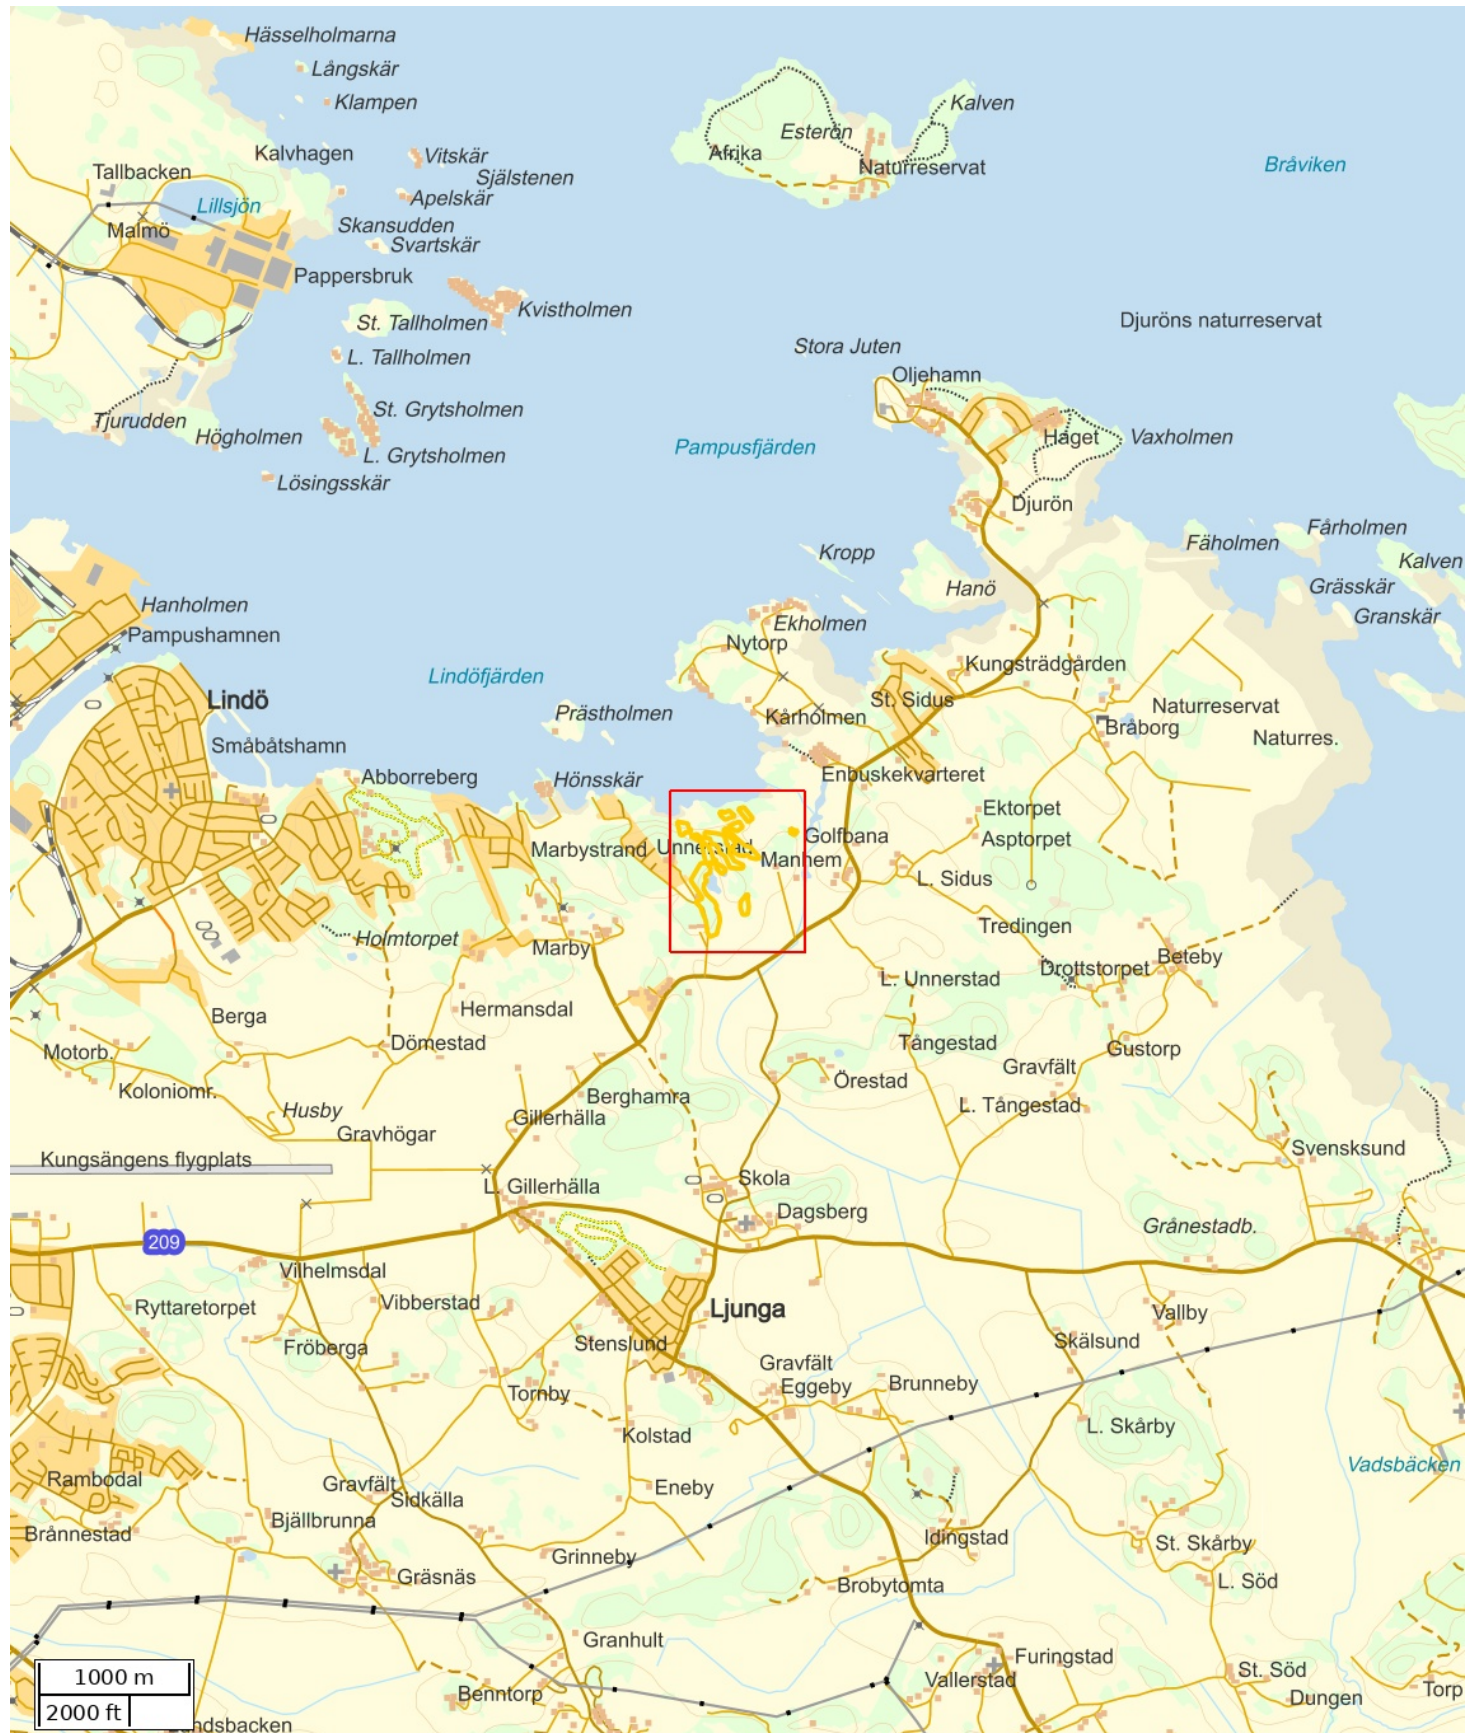 Hässelholmarna
Långskär
Klampen
Kalven
Esterön
Afrika
Kalvhagen
Vitskär
Själstenen
Naturreservat
Bråviken
Tallbacken
Apelskär
Lillsjön
Skansudden
Malmö
Svartskär
Pappersbruk
Kvistholmen
St. Tallholmen
Djuröns naturreservat
L. Tallholmen
Stora Juten
Oljehamn
St. Grytsholmen
Tjurudden
Högholmen
Håget
Vaxholmen
Pampusfjärden
L. Grytsholmen
Lösingsskär
Djurön
Fårholmen
Fäholmen
Kropp
Kalven
Hanö
Grässkär
Granskär
Hanholmen
Pampushamnen
Ekholmen
Nytorp
Kungsträdgården
Lindöfjärden
Lindö
St. Sidus
Naturreservat
Prästholmen
Kårholmen
Bråborg
Naturres.
Småbåtshamn
Abborreberg
Hönsskär
Enbuskekvarteret
Ektorpet
Golfbana
Asptorpet
Marbystrand
Unnerstad
Manhem
L. Sidus
Tredingen
Holmtorpet
Marby
Drottstorpet
Beteby
L. Unnerstad
Hermansdal
Berga
Motorb.
Dömestad
Tångestad
Gustorp
Gravfält
Örestad
Koloniomr.
Berghamra
Husby
Gillerhälla
L. Tångestad
Gravhögar
Svensksund
Kungsängens flygplats
Skola
L. Gillerhälla
Dagsberg
Grånestadb.
209
Vilhelmsdal
Vibberstad
Ryttaretorpet
Ljunga
Vallby
Fröberga
Stenslund
Skälsund
Gravfält
Eggeby
Brunneby
Tornby
Kolstad
L. Skårby
Rambodal
Gravfält
Sidkälla
Eneby
Vadsbäcken
Bjällbrunna
Brånnestad
Idingstad
St. Skårby
Grinneby
Gräsnäs
Brobytomta
L. Söd
Granhult
Furingstad
1000 m
Vallerstad
St. Söd
Benntorp
Dungen
Torp
2000 ft